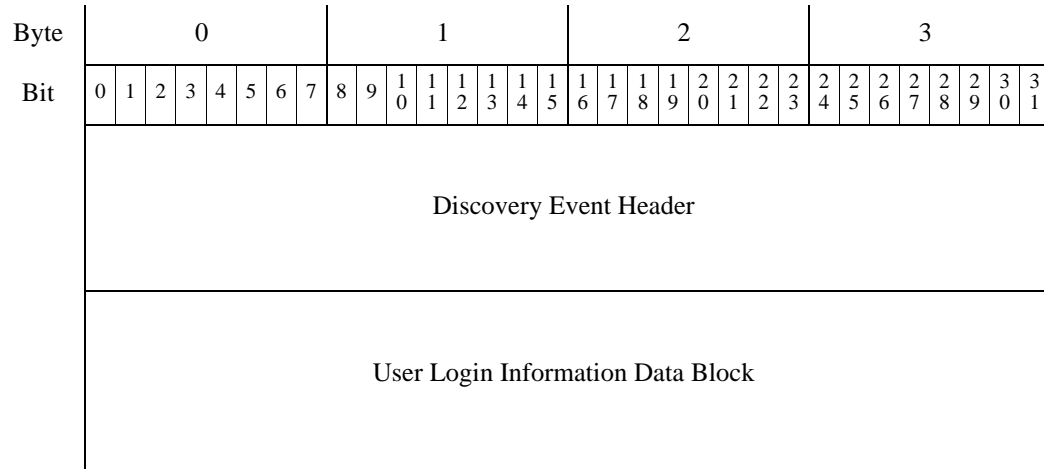 Byte 0 1 2 3
Bit 0 1 2 3 4 5 6 7 8 9 10 11 12 13 14 15 16 17 18 19 20 21 22 23 24 25 26 27 28 29 30 31
Discovery Event Header
User Login Information Data Block